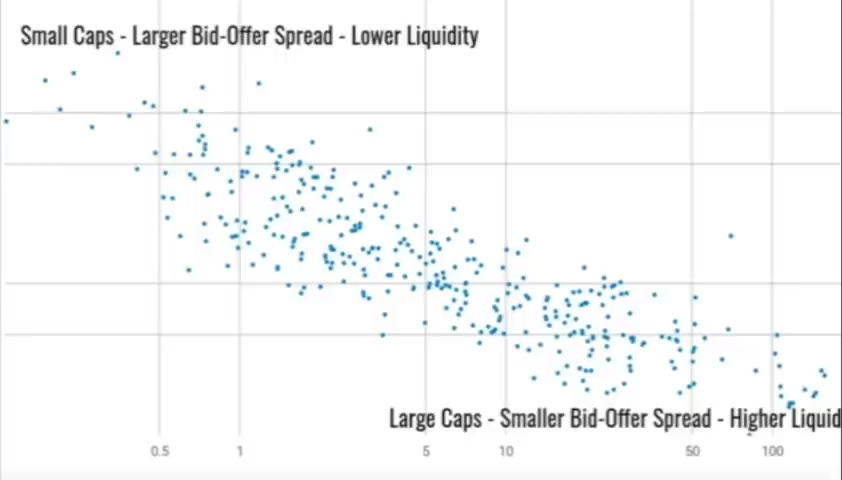 Small Caps - Larger Bid-Offer Spread - Lower Liquidity
Large Caps - Smaller Bid-Offer Spread - Higher Liquid
0.5 1 5 10 50 100